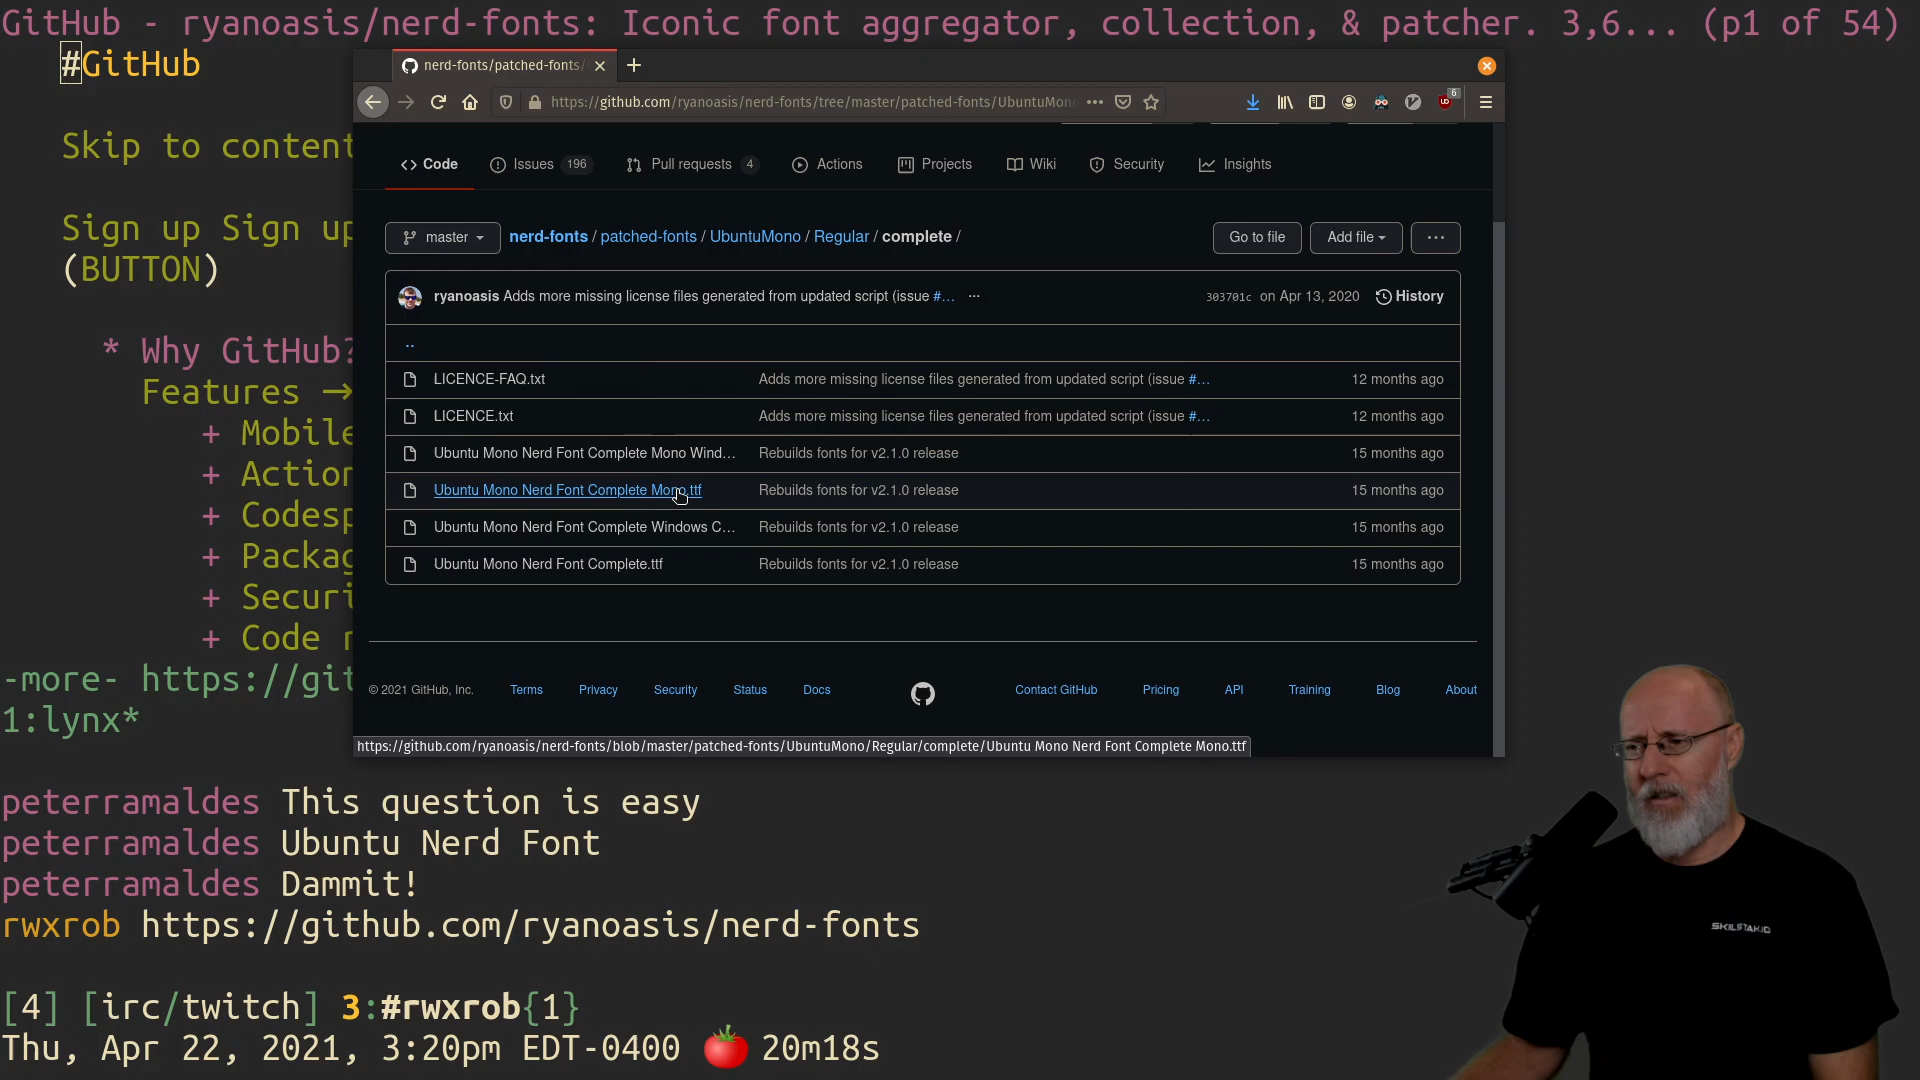 GitHub - ryanoasis/nerd-fonts: Iconic font aggregator, collection, & patcher. 3,6... (p1 of 54)
#GitHub
Skip to content
Sign up Sign up
(BUTTON)
* Why GitHub?
Features →
+ Mobile
+ Action
+ Codesp
+ Packag
+ Securi
+ Code r
-more- https://git
1:lynx*
nerd-fonts/patched-fonts/
https://github.com/ryanoasis/nerd-fonts/tree/master/patched-fonts/UbuntuMono
6
Code Issues 196 Pull requests 4 Actions Projects Wiki Security Insights
master nerd-fonts / patched-fonts / UbuntuMono / Regular / complete / Go to file Add file ...
ryanoasis Adds more missing license files generated from updated script (issue #… ... 303701c on Apr 13, 2020 History
..
LICENCE-FAQ.txt Adds more missing license files generated from updated script (issue #… 12 months ago
LICENCE.txt Adds more missing license files generated from updated script (issue #… 12 months ago
Ubuntu Mono Nerd Font Complete Mono Wind… Rebuilds fonts for v2.1.0 release 15 months ago
Ubuntu Mono Nerd Font Complete Mono.ttf Rebuilds fonts for v2.1.0 release 15 months ago
Ubuntu Mono Nerd Font Complete Windows C… Rebuilds fonts for v2.1.0 release 15 months ago
Ubuntu Mono Nerd Font Complete.ttf Rebuilds fonts for v2.1.0 release 15 months ago
© 2021 GitHub, Inc. Terms Privacy Security Status Docs Contact GitHub Pricing API Training Blog About
https://github.com/ryanoasis/nerd-fonts/blob/master/patched-fonts/UbuntuMono/Regular/complete/Ubuntu Mono Nerd Font Complete Mono.ttf
peterramaldes This question is easy
peterramaldes Ubuntu Nerd Font
peterramaldes Dammit!
rwxrob https://github.com/ryanoasis/nerd-fonts
[4] [irc/twitch] 3:#rwxrob{1}
Thu, Apr 22, 2021, 3:20pm EDT-0400 🍅 20m18s
SKILSTAK.IO